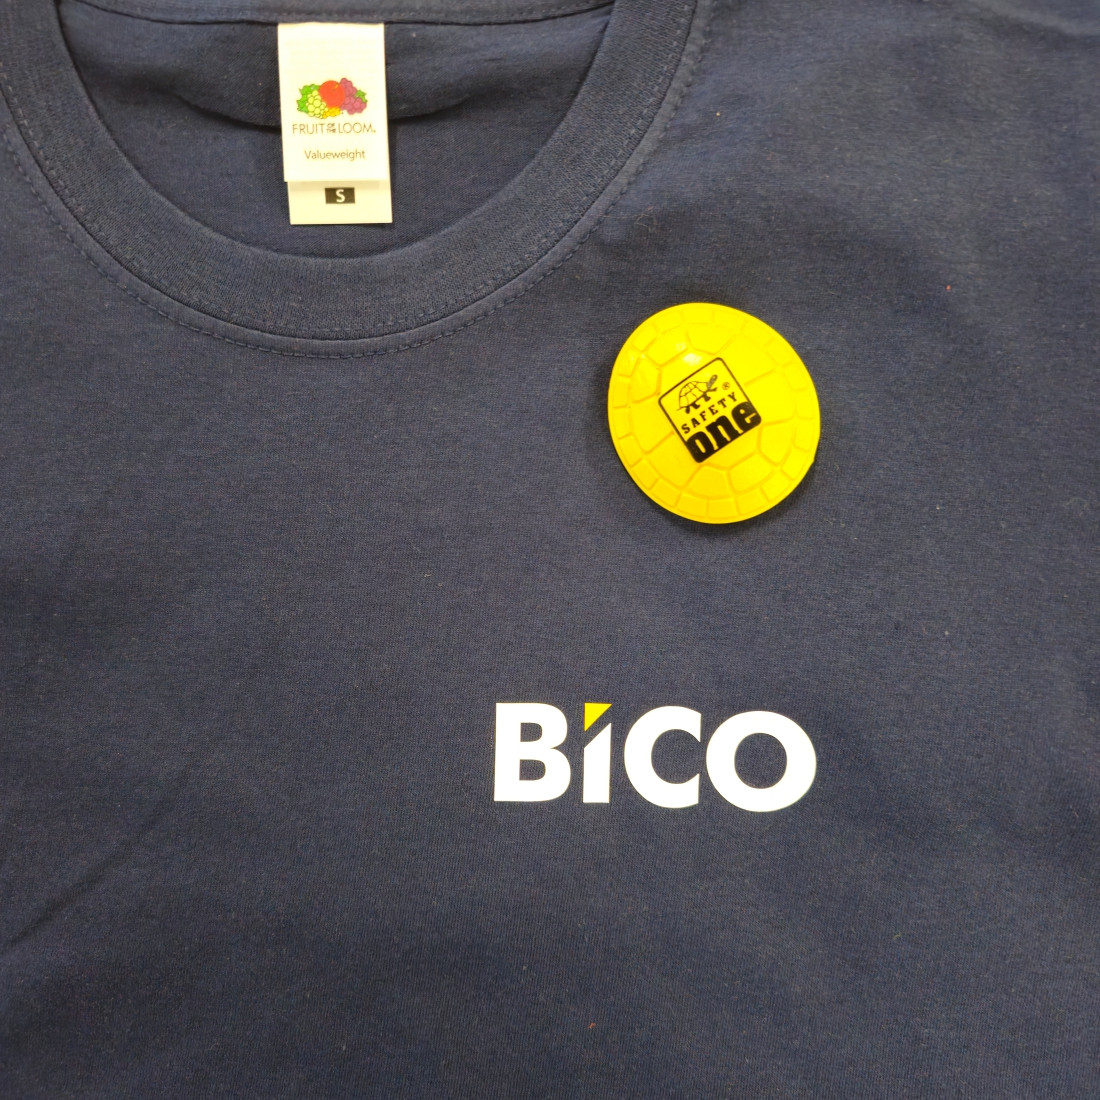 FRUIT OF THE LOOM®
Valueweight
S
®
SAFETY
one
BiCO